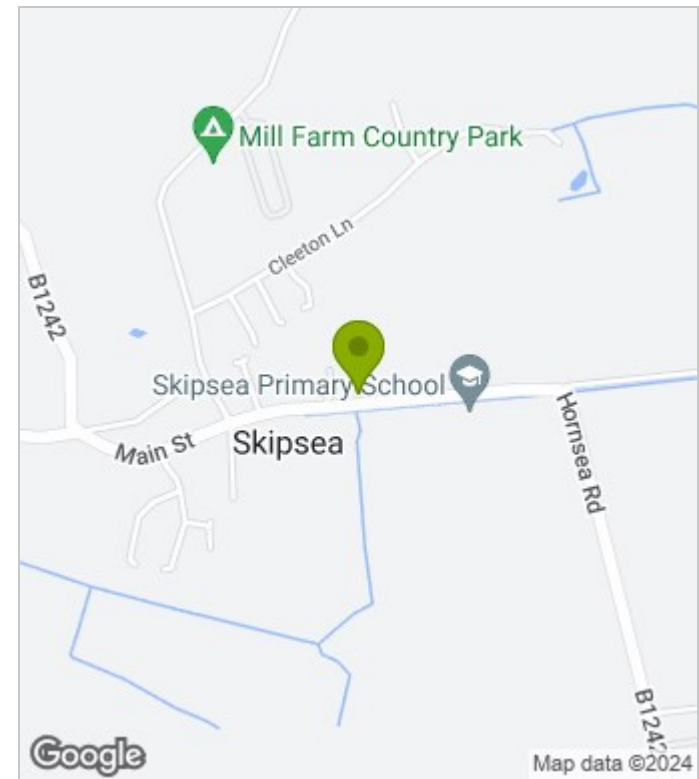 Mill Farm Country Park
Cleeton Ln
B1242
Skipsea Primary School
Main St
Skipsea
Hornsea Rd
B1242
Google
Map data ©2024